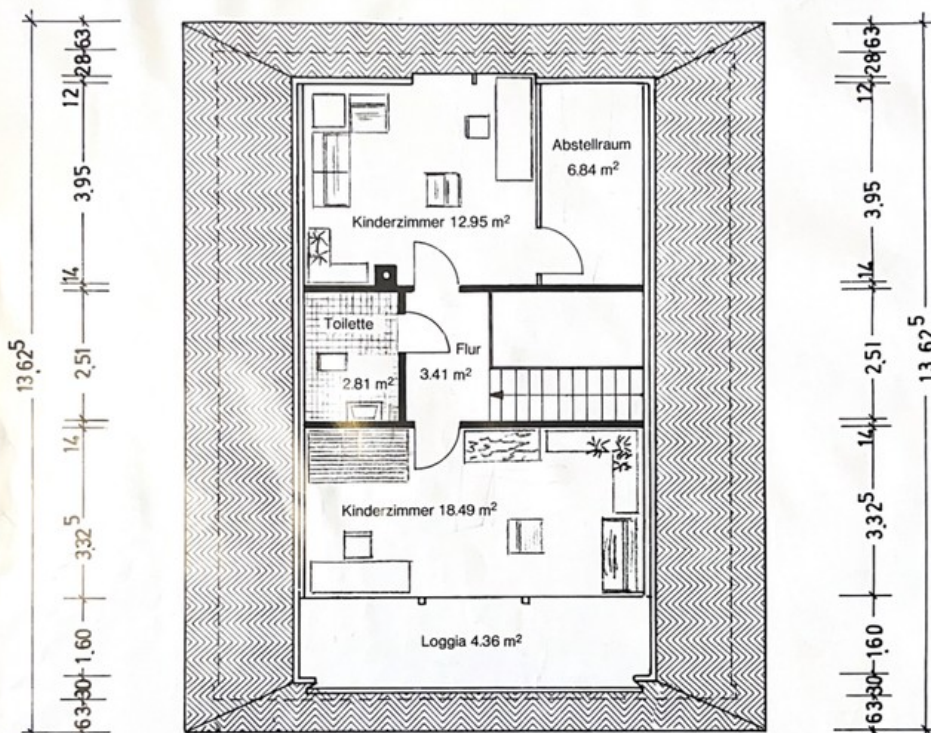 63
28
12
3,95
14
2,51
14
3,32⁵
1,60
30
63
13,62⁵
Abstellraum
6.84 m²
Kinderzimmer 12.95 m²
Toilette
2.81 m²
Flur
3.41 m²
Kinderzimmer 18.49 m²
Loggia 4.36 m²
63
28
12
3,95
14
2,51
14
3,32⁵
1,60
30
63
13,62⁵